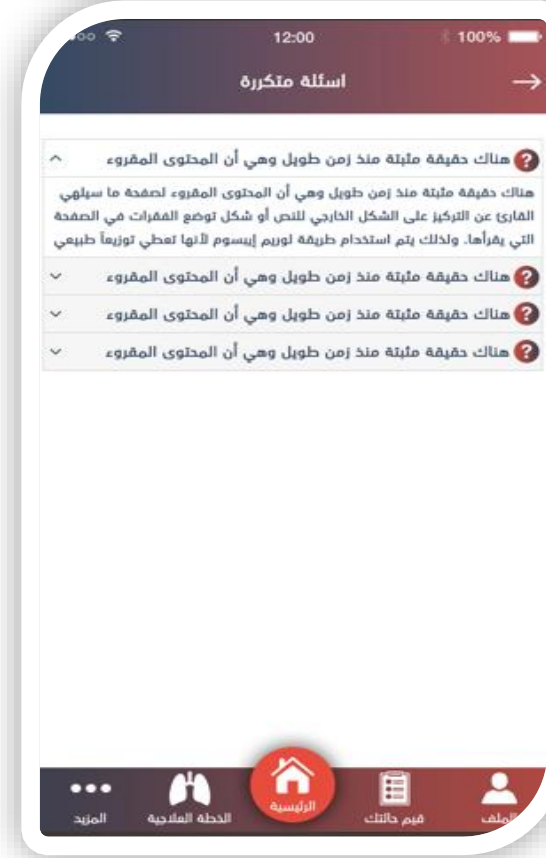 12:00
100%
اسئلة متكررة
هناك حقيقة مثبتة منذ زمن طويل وهي أن المحتوى المقروء
هناك حقيقة مثبتة منذ زمن طويل وهي أن المحتوى المقروء لصفحة ما سيلهي
القارئ عن التركيز على الشكل الخارجي للنص أو شكل توضع الفقرات في الصفحة
التي يقرأها. ولذلك يتم استخدام طريقة لوريم إيبسوم لأنها تعطي توزيعاَ طبيعي
هناك حقيقة مثبتة منذ زمن طويل وهي أن المحتوى المقروء
هناك حقيقة مثبتة منذ زمن طويل وهي أن المحتوى المقروء
هناك حقيقة مثبتة منذ زمن طويل وهي أن المحتوى المقروء
الملف
قيم حالتك
الرئيسية
الخطة العلاجية
المزيد